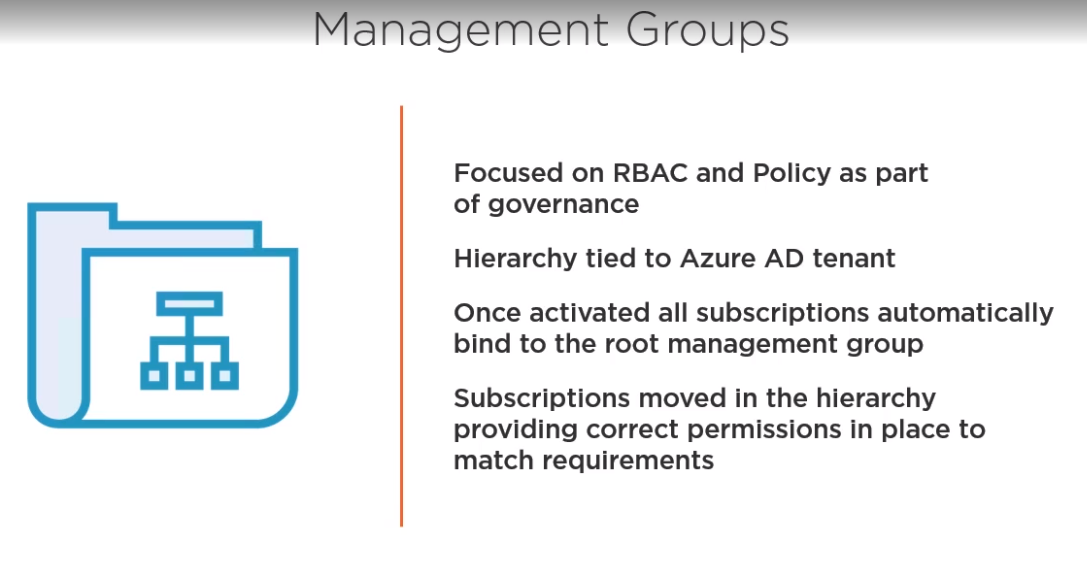 Management Groups
Focused on RBAC and Policy as part
of governance
Hierarchy tied to Azure AD tenant
Once activated all subscriptions automatically
bind to the root management group
Subscriptions moved in the hierarchy
providing correct permissions in place to
match requirements